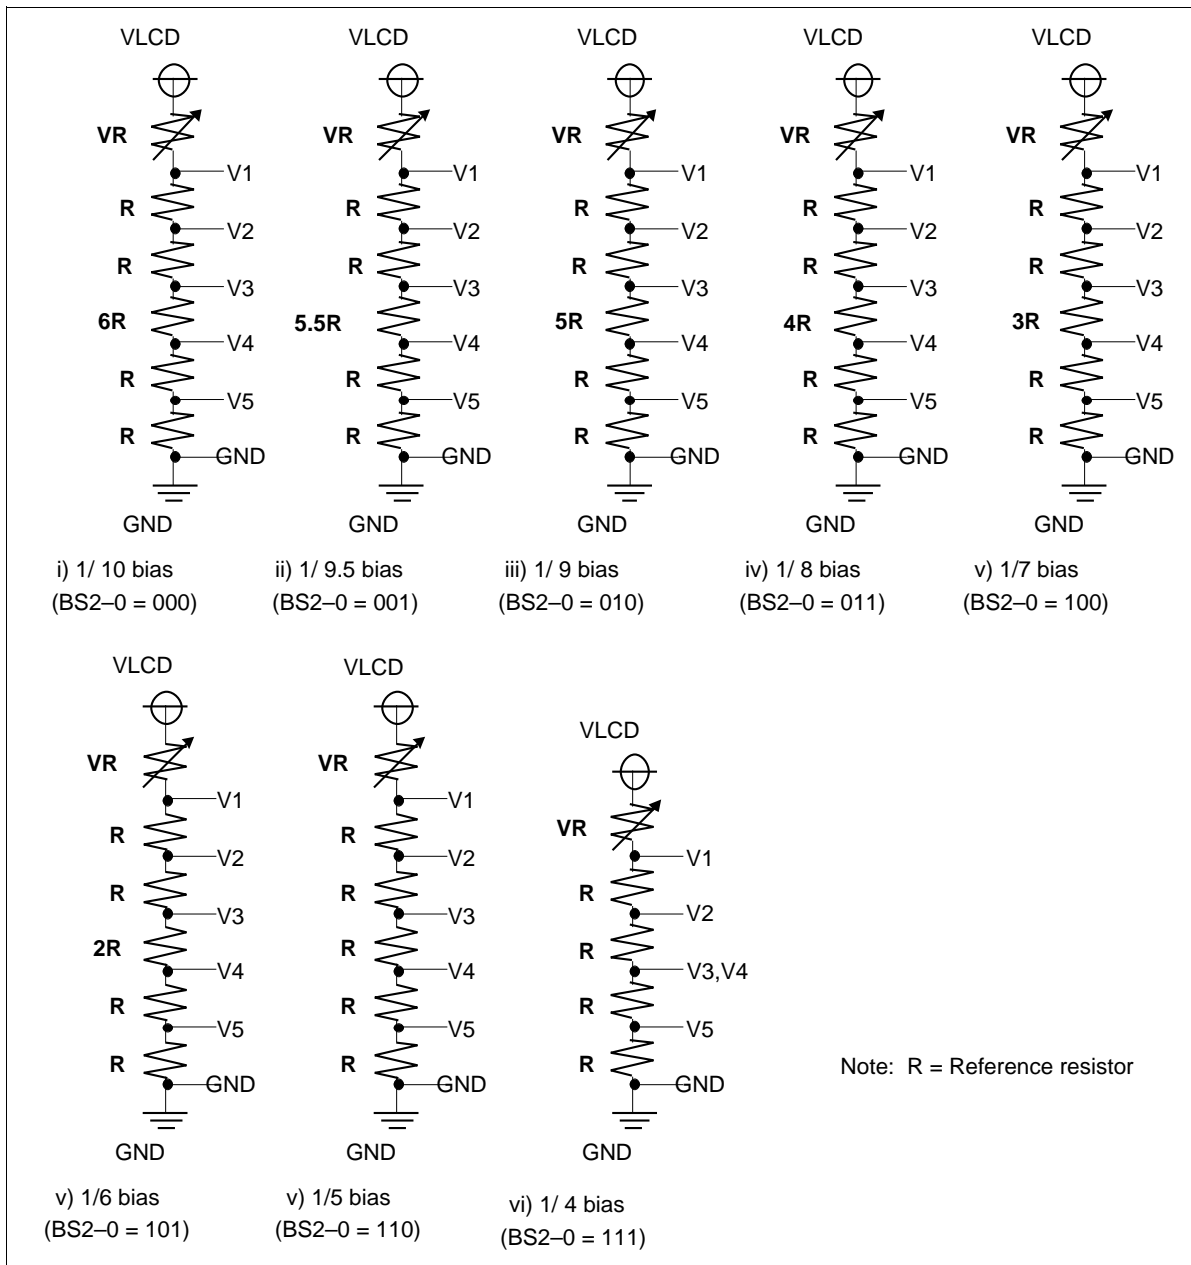 VLCD VLCD VLCD VLCD VLCD
VR VR VR VR VR
V1 V1 V1 V1 V1
R R R R R
V2 V2 V2 V2 V2
R R R R R
V3 V3 V3 V3 V3
6R 5.5R 5R 4R 3R
V4 V4 V4 V4 V4
R R R R R
V5 V5 V5 V5 V5
R R R R R
GND GND GND GND GND
GND GND GND GND GND
i) 1/ 10 bias ii) 1/ 9.5 bias iii) 1/ 9 bias iv) 1/ 8 bias v) 1/7 bias
(BS2–0 = 000) (BS2–0 = 001) (BS2–0 = 010) (BS2–0 = 011) (BS2–0 = 100)
VLCD VLCD
VLCD
VR VR
VR
V1 V1
R R
V1
V2 V2
R R
R
V2
V3 V3
2R R
R
V3,V4
V4 V4
R R
R
V5
V5 V5
R R
R
Note: R = Reference resistor
GND GND GND
GND GND GND
v) 1/6 bias v) 1/5 bias vi) 1/ 4 bias
(BS2–0 = 101) (BS2–0 = 110) (BS2–0 = 111)